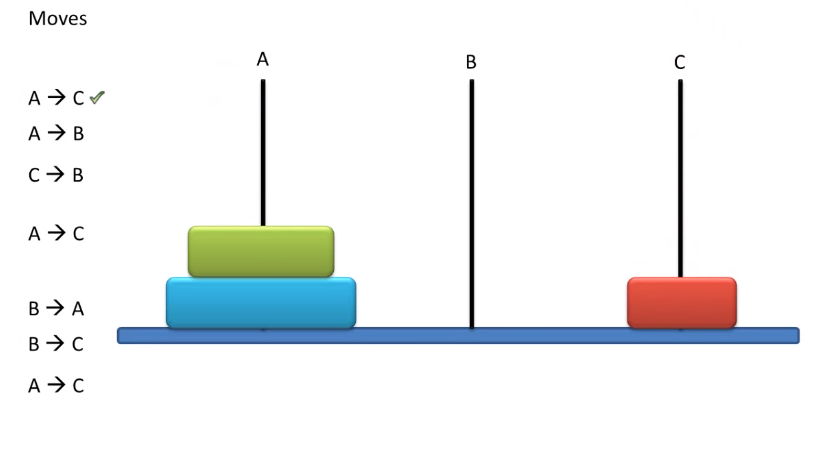 Moves
A B C
A → C ✓
A → B
C → B
A → C
B → A
B → C
A → C